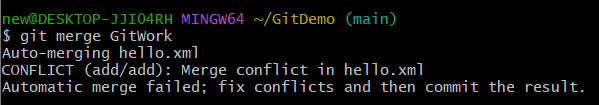 new@DESKTOP-JJIO4RH MINGW64 ~/GitDemo (main)
$ git merge GitWork
Auto-merging hello.xml
CONFLICT (add/add): Merge conflict in hello.xml
Automatic merge failed; fix conflicts and then commit the result.